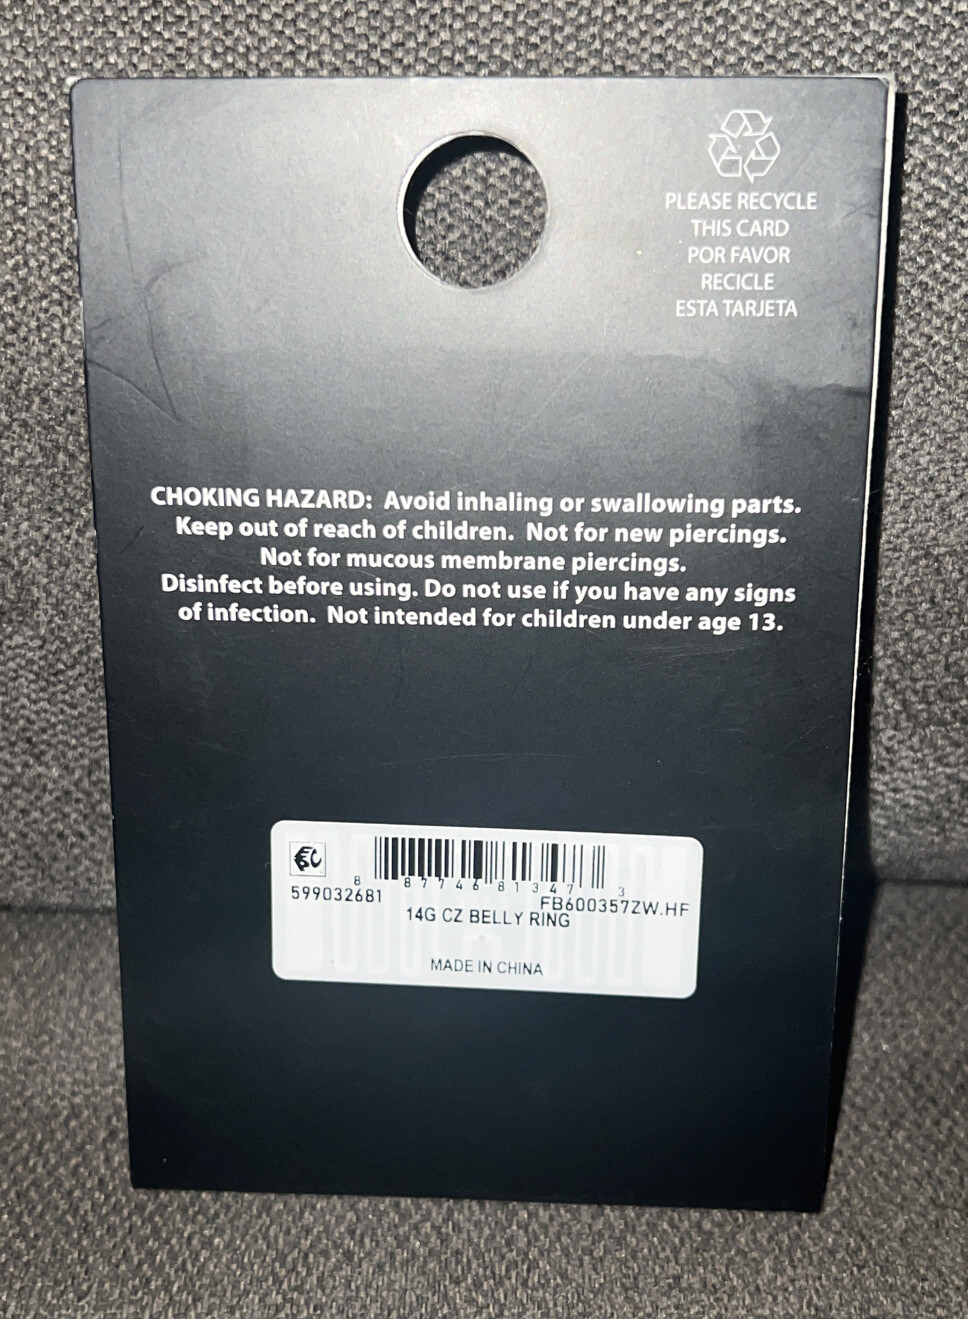 PLEASE RECYCLE
THIS CARD
POR FAVOR
RECICLE
ESTA TARJETA
CHOKING HAZARD: Avoid inhaling or swallowing parts.
Keep out of reach of children. Not for new piercings.
Not for mucous membrane piercings.
Disinfect before using. Do not use if you have any signs
of infection. Not intended for children under age 13.
8 87746 81347 3
599032681 FB600357ZW.HF
14G CZ BELLY RING
MADE IN CHINA